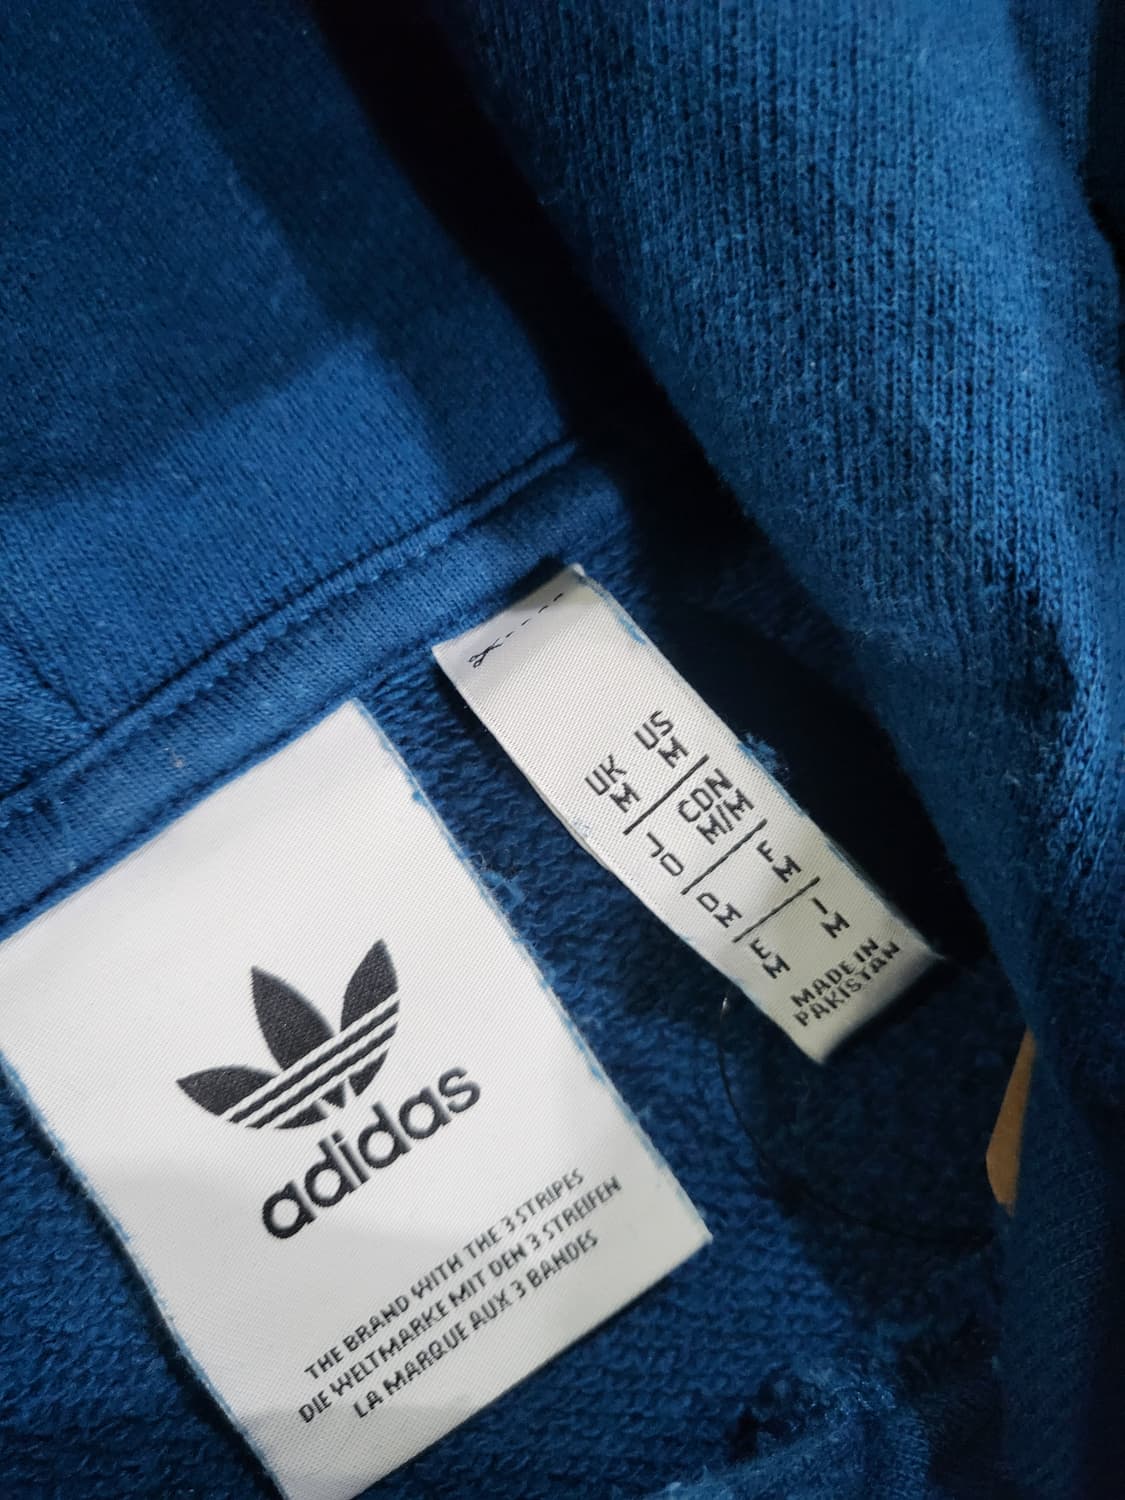 adidas
THE BRAND WITH THE 3 STRIPES
DIE WELTMARKE MIT DEN 3 STREIFEN
LA MARQUE AUX 3 BANDES
UK US
M M
J CDN
O M/M
D F
M M
E I
M M
MADE IN
PAKISTAN